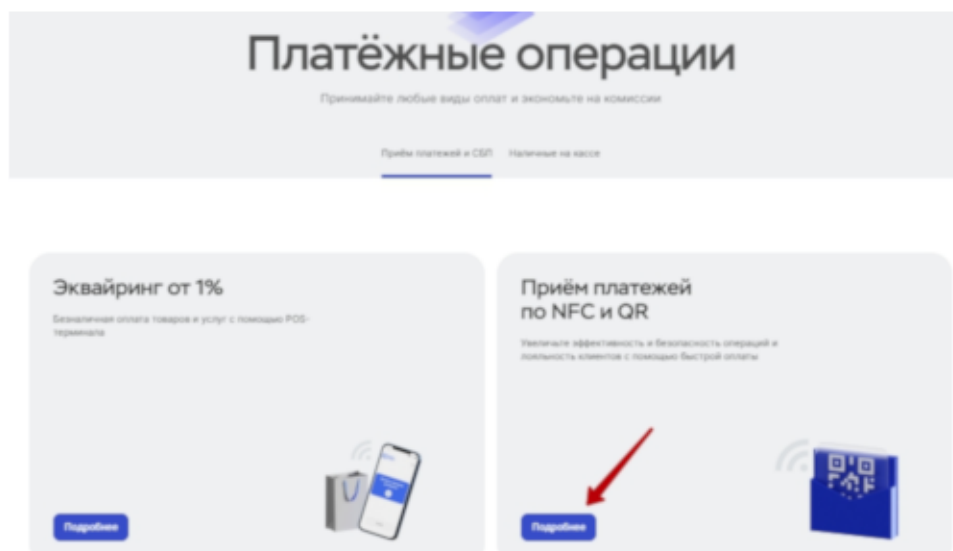 Платёжные операции
Принимайте любые виды оплат и экономьте на комиссии
Приём платежей и СБП Наличные на кассе
Эквайринг от 1%
Безналичная оплата товаров и услуг с помощью POS-
терминала
Подробнее
Приём платежей
по NFC и QR
Увеличьте эффективность и безопасность операций и
лояльность клиентов с помощью быстрой оплаты
Подробнее